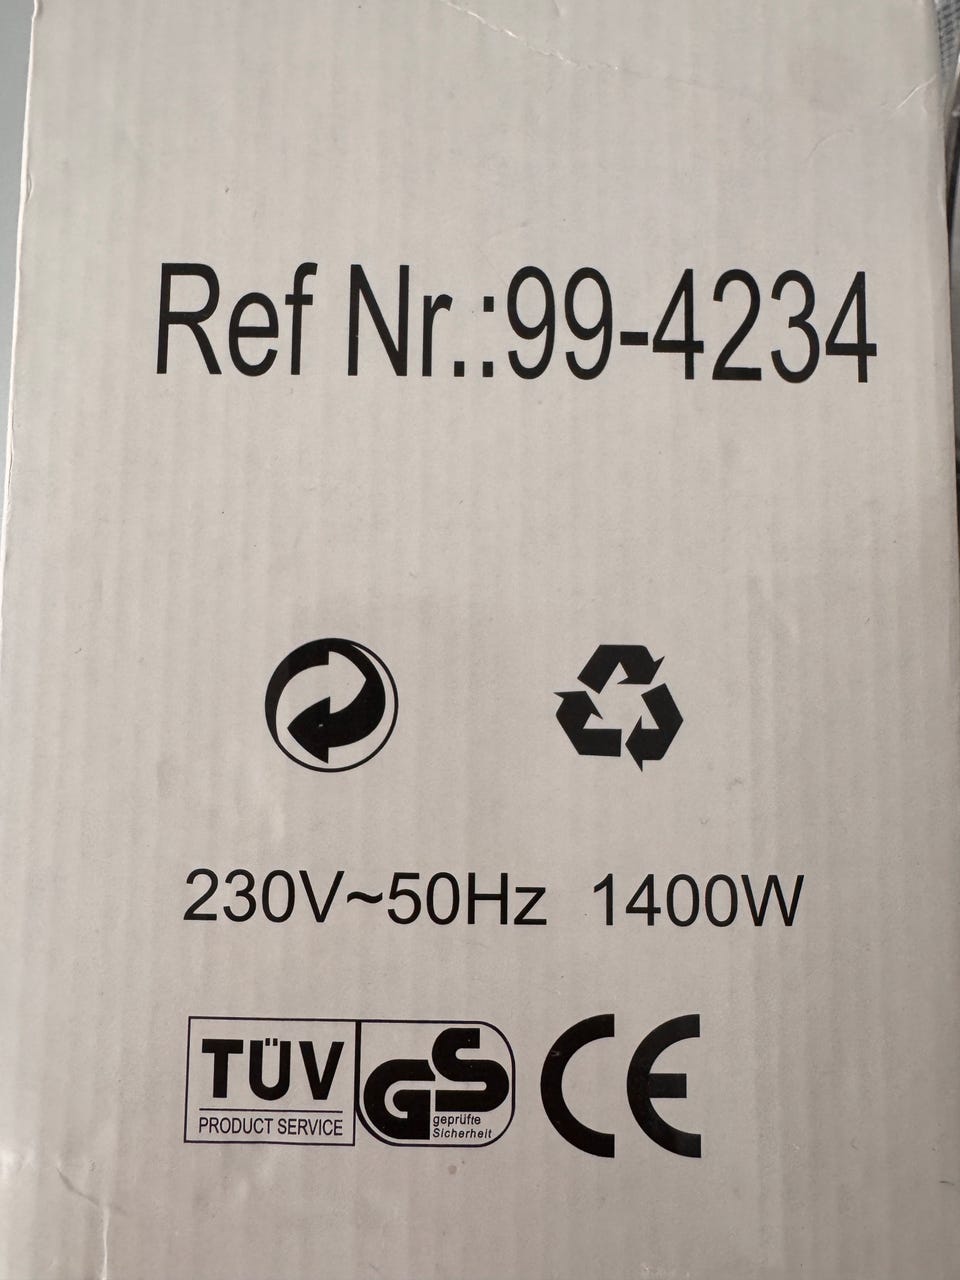 Ref Nr.:99-4234
230V~50Hz 1400W
TÜV
PRODUCT SERVICE
GS
geprüfte
Sicherheit
CE